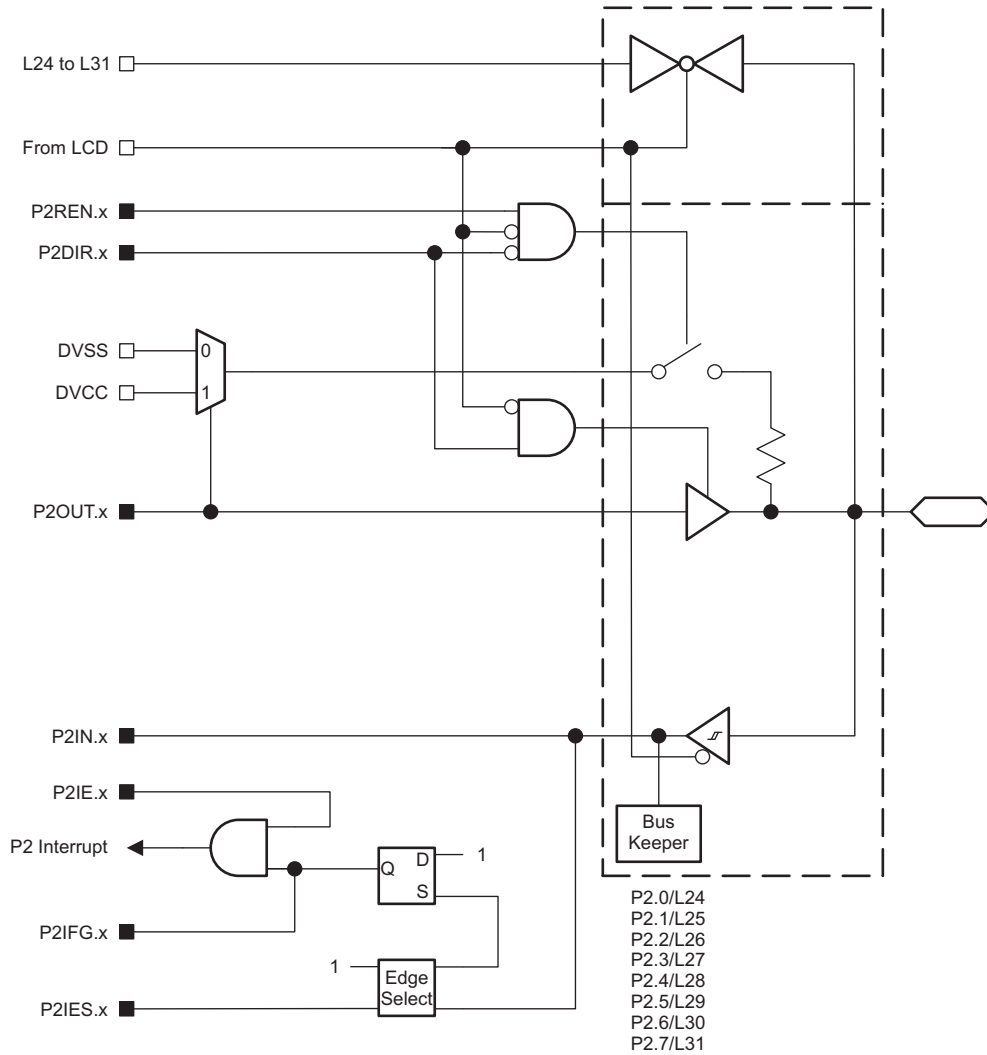 L24 to L31
From LCD
P2REN.x
P2DIR.x
DVSS
0
DVCC
1
P2OUT.x
P2IN.x
P2IE.x
Bus
Keeper
P2 Interrupt
Q
D
1
S
P2IFG.x
1
Edge
Select
P2IES.x
P2.0/L24
P2.1/L25
P2.2/L26
P2.3/L27
P2.4/L28
P2.5/L29
P2.6/L30
P2.7/L31